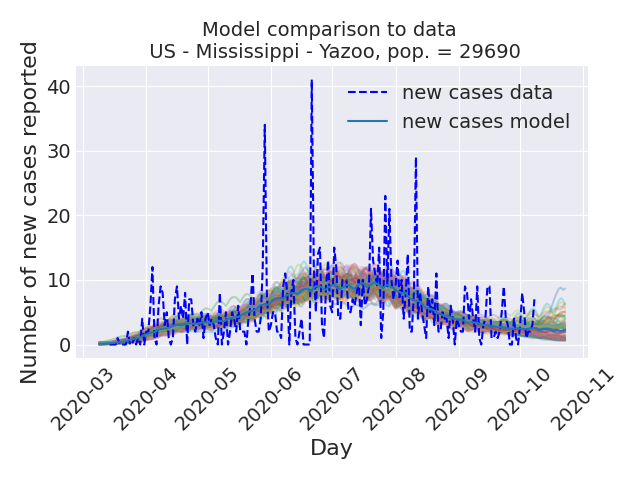 Model comparison to data
US - Mississippi - Yazoo, pop. = 29690
Number of new cases reported
40
30
20
10
0
new cases data
new cases model
2020-03
2020-04
2020-05
2020-06
2020-07
2020-08
2020-09
2020-10
2020-11
Day